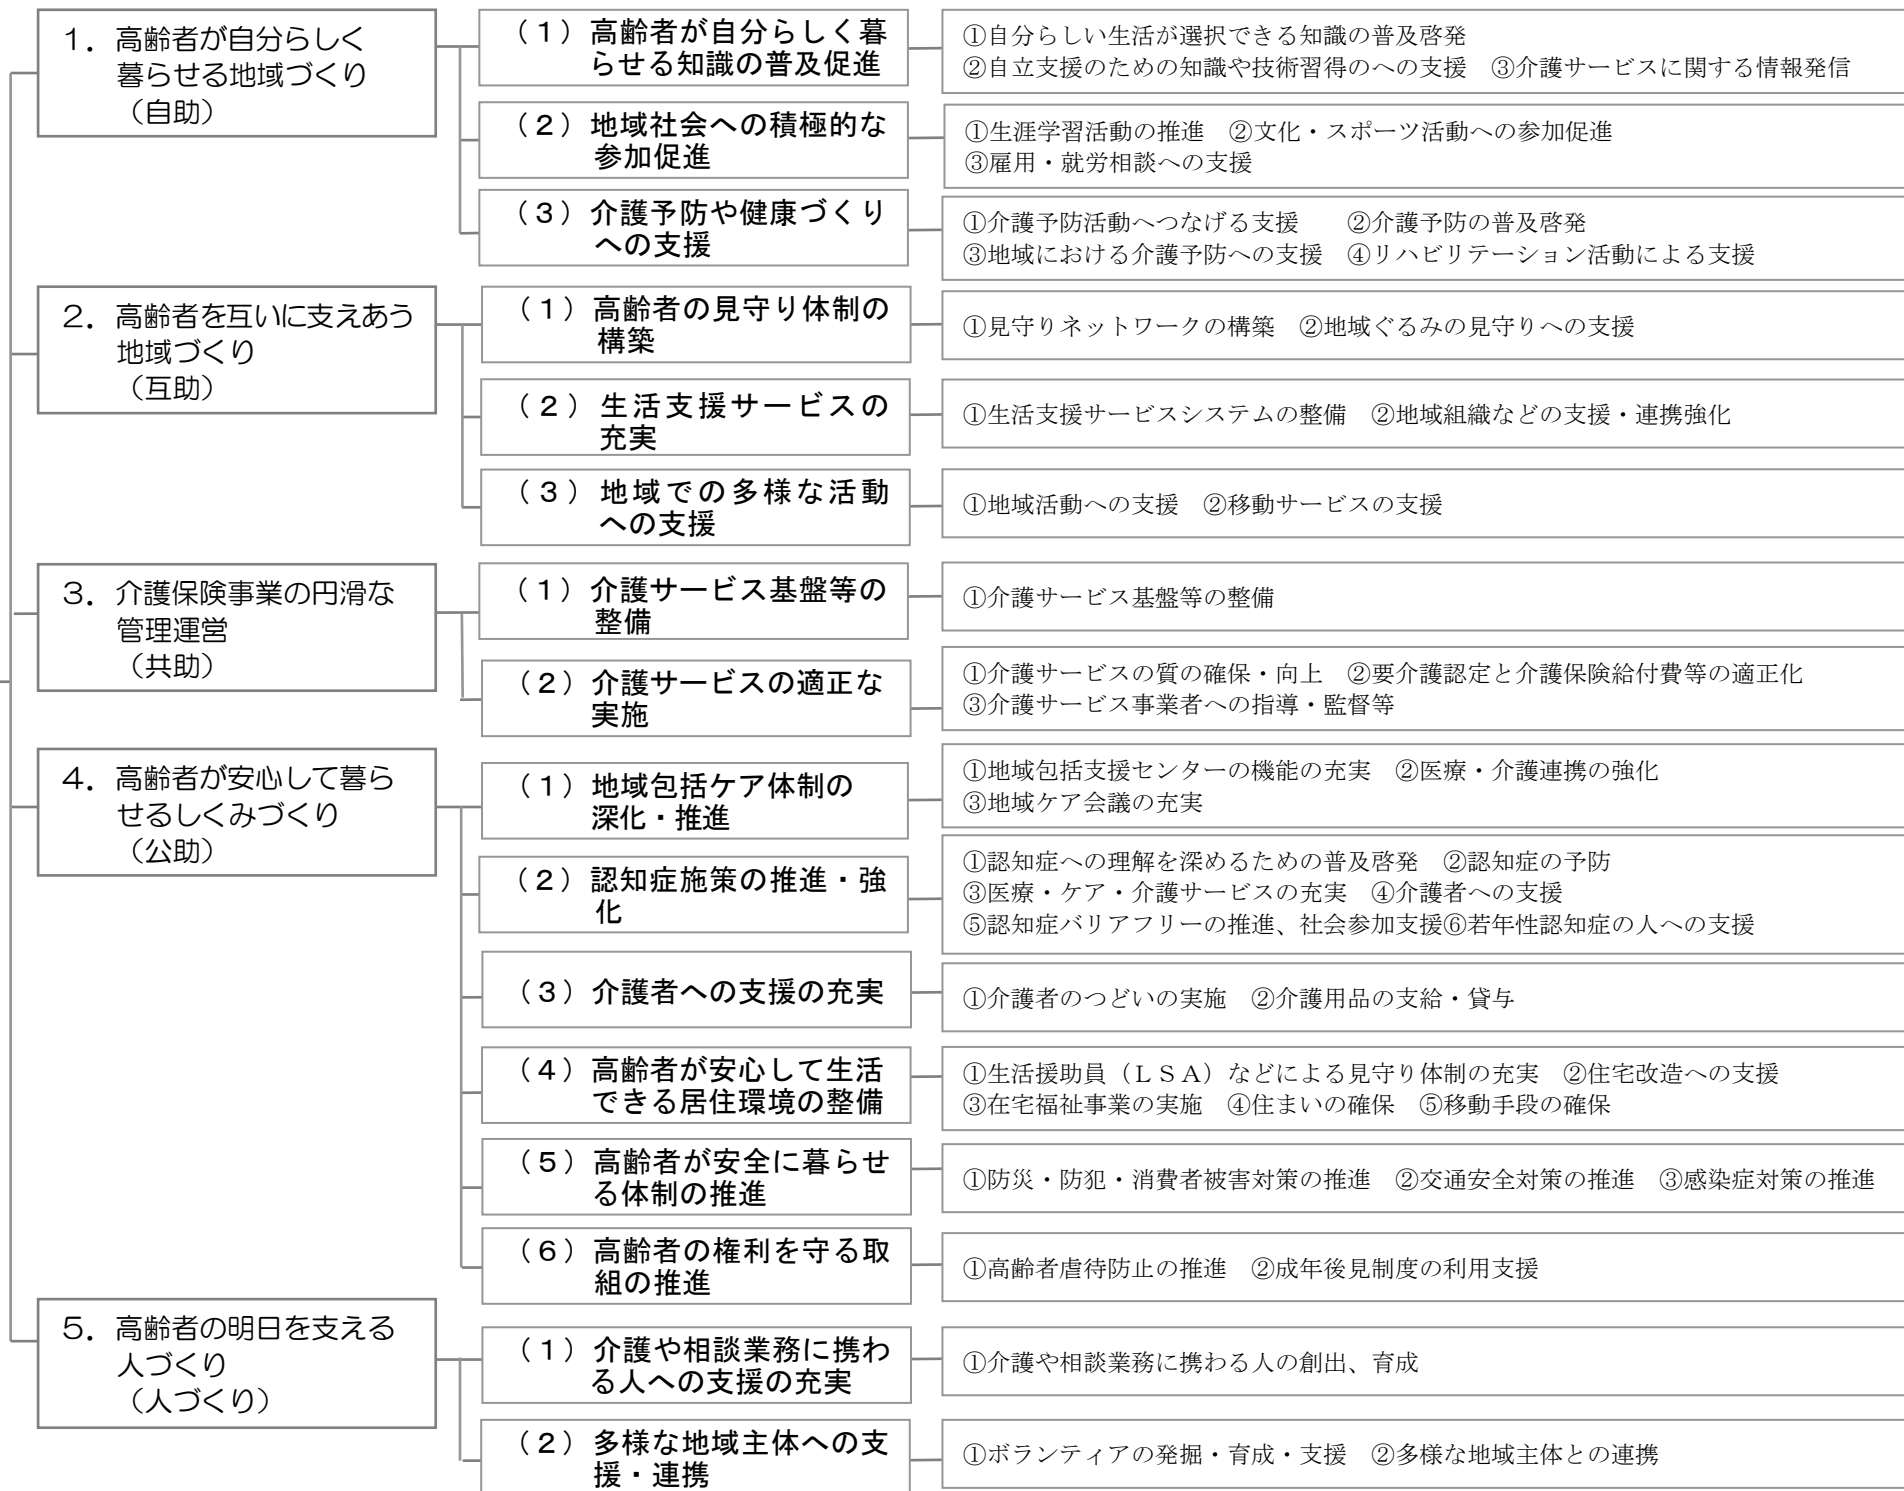 １．高齢者が自分らしく
暮らせる地域づくり
（自助）
（１）高齢者が自分らしく暮
らせる知識の普及促進
①自分らしい生活が選択できる知識の普及啓発
②自立支援のための知識や技術習得のへの支援　③介護サービスに関する情報発信
（２）地域社会への積極的な
参加促進
①生涯学習活動の推進　②文化・スポーツ活動への参加促進
③雇用・就労相談への支援
（３）介護予防や健康づくり
への支援
①介護予防活動へつなげる支援　　②介護予防の普及啓発
③地域における介護予防への支援　④リハビリテーション活動による支援
２．高齢者を互いに支えあう
地域づくり
（互助）
（１）高齢者の見守り体制の
構築
①見守りネットワークの構築　②地域ぐるみの見守りへの支援
（２）生活支援サービスの
充実
①生活支援サービスシステムの整備　②地域組織などの支援・連携強化
（３）地域での多様な活動
への支援
①地域活動への支援　②移動サービスの支援
３．介護保険事業の円滑な
管理運営
（共助）
（１）介護サービス基盤等の
整備
①介護サービス基盤等の整備
（２）介護サービスの適正な
実施
①介護サービスの質の確保・向上　②要介護認定と介護保険給付費等の適正化
③介護サービス事業者への指導・監督等
４．高齢者が安心して暮ら
せるしくみづくり
（公助）
（１）地域包括ケア体制の
深化・推進
①地域包括支援センターの機能の充実　②医療・介護連携の強化
③地域ケア会議の充実
（２）認知症施策の推進・強
化
①認知症への理解を深めるための普及啓発　②認知症の予防
③医療・ケア・介護サービスの充実　④介護者への支援
⑤認知症バリアフリーの推進、社会参加支援⑥若年性認知症の人への支援
（３）介護者への支援の充実
①介護者のつどいの実施　②介護用品の支給・貸与
（４）高齢者が安心して生活
できる居住環境の整備
①生活援助員（ＬＳＡ）などによる見守り体制の充実　②住宅改造への支援
③在宅福祉事業の実施　④住まいの確保　⑤移動手段の確保
（５）高齢者が安全に暮らせ
る体制の推進
①防災・防犯・消費者被害対策の推進　②交通安全対策の推進　③感染症対策の推進
（６）高齢者の権利を守る取
組の推進
①高齢者虐待防止の推進　②成年後見制度の利用支援
５．高齢者の明日を支える
人づくり
（人づくり）
（１）介護や相談業務に携わ
る人への支援の充実
①介護や相談業務に携わる人の創出、育成
（２）多様な地域主体への支
援・連携
①ボランティアの発掘・育成・支援　②多様な地域主体との連携